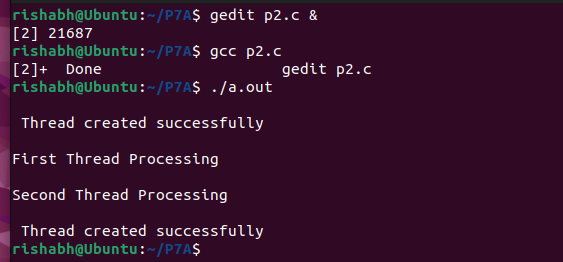 rishabh@Ubuntu:~/P7A$ gedit p2.c &
[2] 21687
rishabh@Ubuntu:~/P7A$ gcc p2.c
[2]+  Done                    gedit p2.c
rishabh@Ubuntu:~/P7A$ ./a.out
Thread created successfully
First Thread Processing
Second Thread Processing
Thread created successfully
rishabh@Ubuntu:~/P7A$